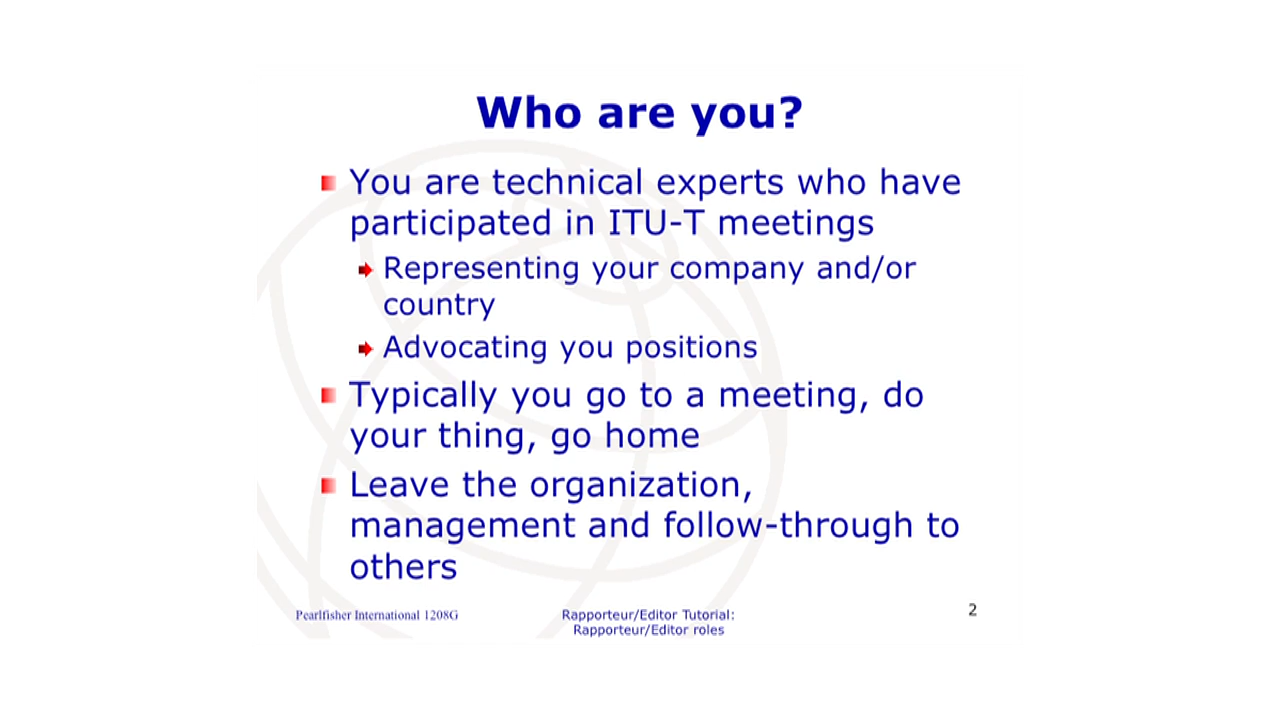 Who are you?
You are technical experts who have
participated in ITU-T meetings
Representing your company and/or
country
Advocating you positions
Typically you go to a meeting, do
your thing, go home
Leave the organization,
management and follow-through to
others
Pearlfisher International 1208G
Rapporteur/Editor Tutorial:
Rapporteur/Editor roles
2